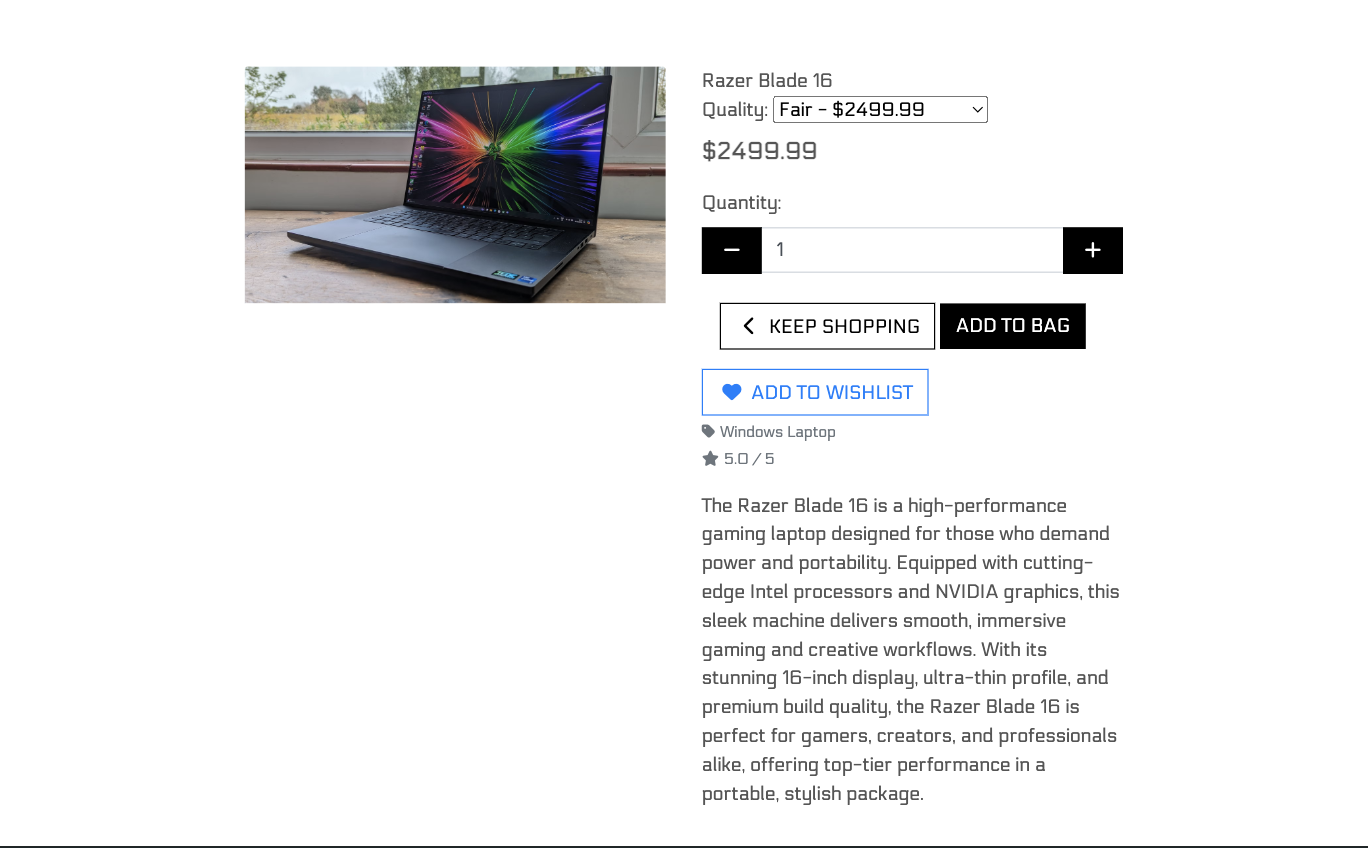 Razer Blade 16
Quality: Fair - $2499.99
$2499.99
Quantity:
1
KEEP SHOPPING
ADD TO BAG
ADD TO WISHLIST
Windows Laptop
5.0 / 5
The Razer Blade 16 is a high-performance
gaming laptop designed for those who demand
power and portability. Equipped with cutting-
edge Intel processors and NVIDIA graphics, this
sleek machine delivers smooth, immersive
gaming and creative workflows. With its
stunning 16-inch display, ultra-thin profile, and
premium build quality, the Razer Blade 16 is
perfect for gamers, creators, and professionals
alike, offering top-tier performance in a
portable, stylish package.